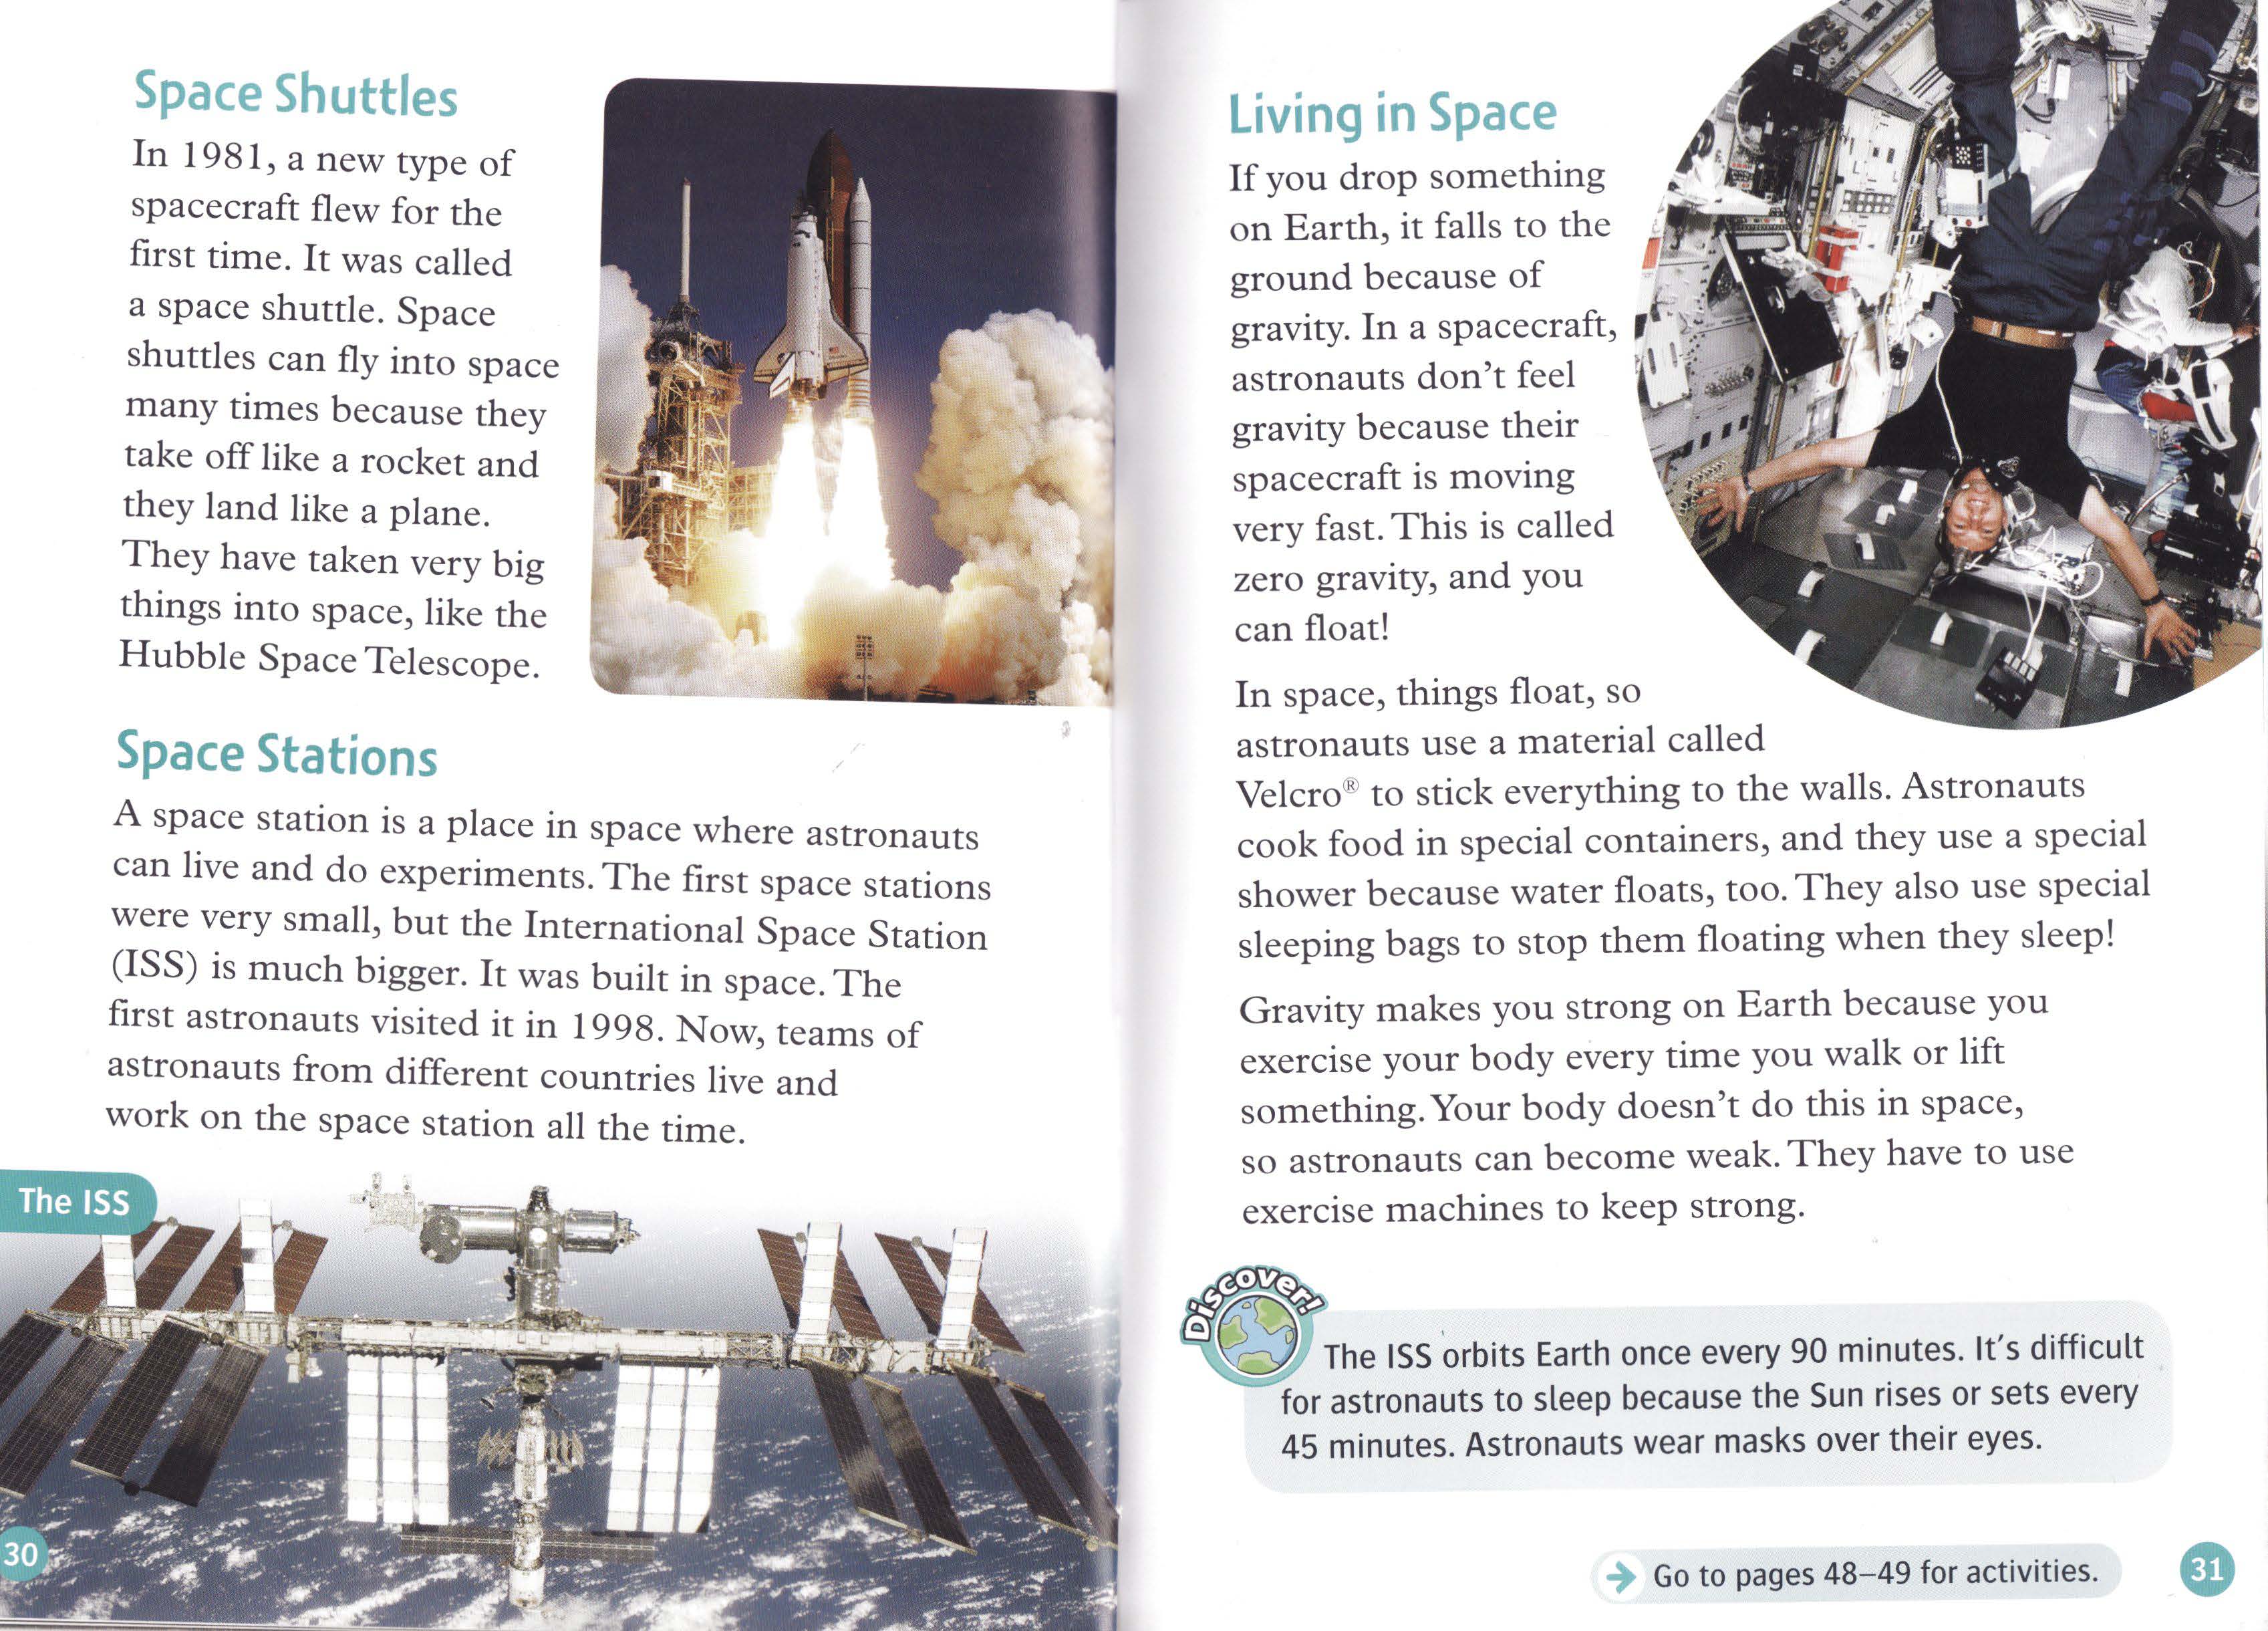 Space Shuttles
In 1981, a new type of
spacecraft flew for the
first time. It was called
a space shuttle. Space
shuttles can fly into space
many times because they
take off like a rocket and
they land like a plane.
They have taken very big
things into space, like the
Hubble Space Telescope.
Space Stations
A space station is a place in space where astronauts
can live and do experiments. The first space stations
were very small, but the International Space Station
(ISS) is much bigger. It was built in space. The
first astronauts visited it in 1998. Now, teams of
astronauts from different countries live and
work on the space station all the time.
The ISS
30
Living in Space
If you drop something
on Earth, it falls to the
ground because of
gravity. In a spacecraft,
astronauts don't feel
gravity because their
spacecraft is moving
very fast. This is called
zero gravity, and you
can float!
In space, things float, so
astronauts use a material called
Velcro® to stick everything to the walls. Astronauts
cook food in special containers, and they use a special
shower because water floats, too. They also use special
sleeping bags to stop them floating when they sleep!
Gravity makes you strong on Earth because you
exercise your body every time you walk or lift
something. Your body doesn't do this in space,
so astronauts can become weak. They have to use
exercise machines to keep strong.
Discover!
The ISS orbits Earth once every 90 minutes. It's difficult
for astronauts to sleep because the Sun rises or sets every
45 minutes. Astronauts wear masks over their eyes.
→ Go to pages 48–49 for activities.
31